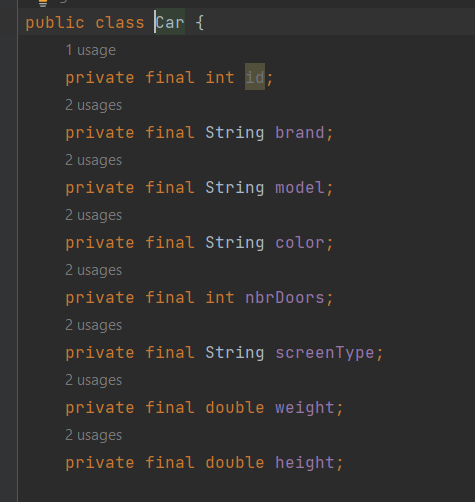 public class Car {
1 usage
private final int id;
2 usages
private final String brand;
2 usages
private final String model;
2 usages
private final String color;
2 usages
private final int nbrDoors;
2 usages
private final String screenType;
2 usages
private final double weight;
2 usages
private final double height;